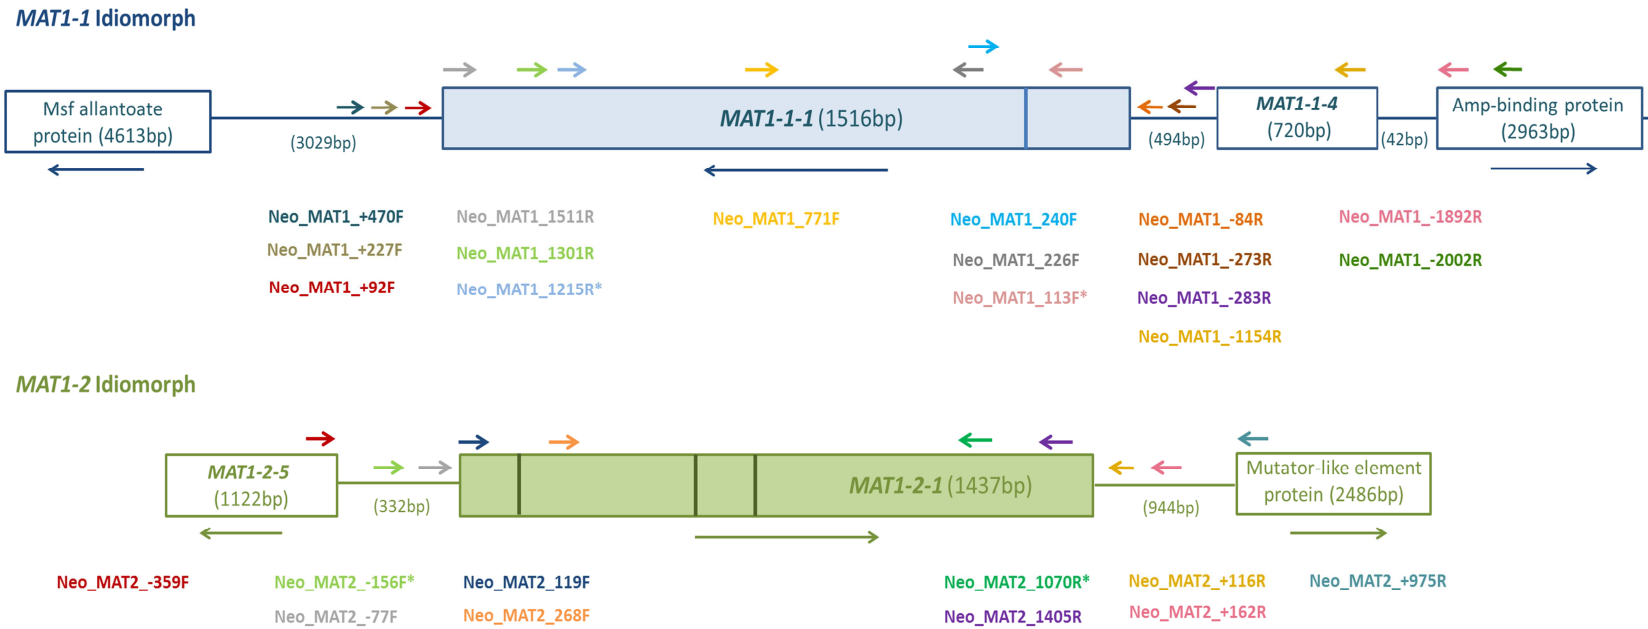 MAT1-1 Idiomorph
Msf allantoate
protein (4613bp)
(3029bp)
MAT1-1-1 (1516bp)
(494bp)
MAT1-1-4
(720bp)
(42bp)
Amp-binding protein
(2963bp)
Neo_MAT1_+470F
Neo_MAT1_+227F
Neo_MAT1_+92F
Neo_MAT1_1511R
Neo_MAT1_1301R
Neo_MAT1_1215R*
Neo_MAT1_771F
Neo_MAT1_240F
Neo_MAT1_226F
Neo_MAT1_113F*
Neo_MAT1_-84R
Neo_MAT1_-273R
Neo_MAT1_-283R
Neo_MAT1_-1154R
Neo_MAT1_-1892R
Neo_MAT1_-2002R
MAT1-2 Idiomorph
MAT1-2-5
(1122bp)
(332bp)
MAT1-2-1 (1437bp)
(944bp)
Mutator-like element
protein (2486bp)
Neo_MAT2_-359F
Neo_MAT2_-156F*
Neo_MAT2_-77F
Neo_MAT2_119F
Neo_MAT2_268F
Neo_MAT2_1070R*
Neo_MAT2_1405R
Neo_MAT2_+116R
Neo_MAT2_+162R
Neo_MAT2_+975R